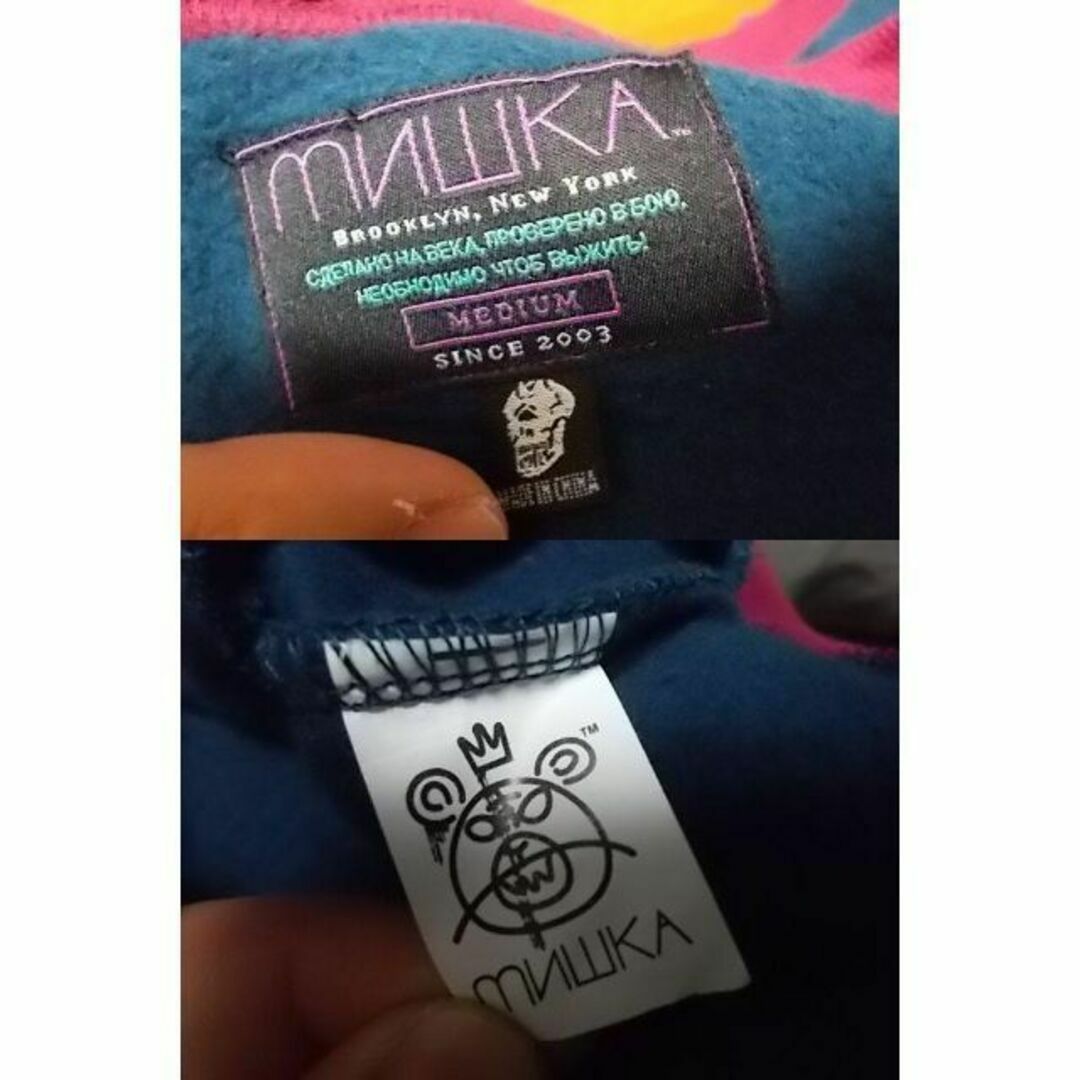 МИШКА™
BROOKLYN, NEW YORK
СДЕЛАНО НА ВЕКА, ПРОВЕРЕНО В БОЮ,
НЕОБНОДИМО ЧТОБ ВЫЖИТЬ!
MEDIUM
SINCE 2003
MADE IN CHINA
™
МИШКА